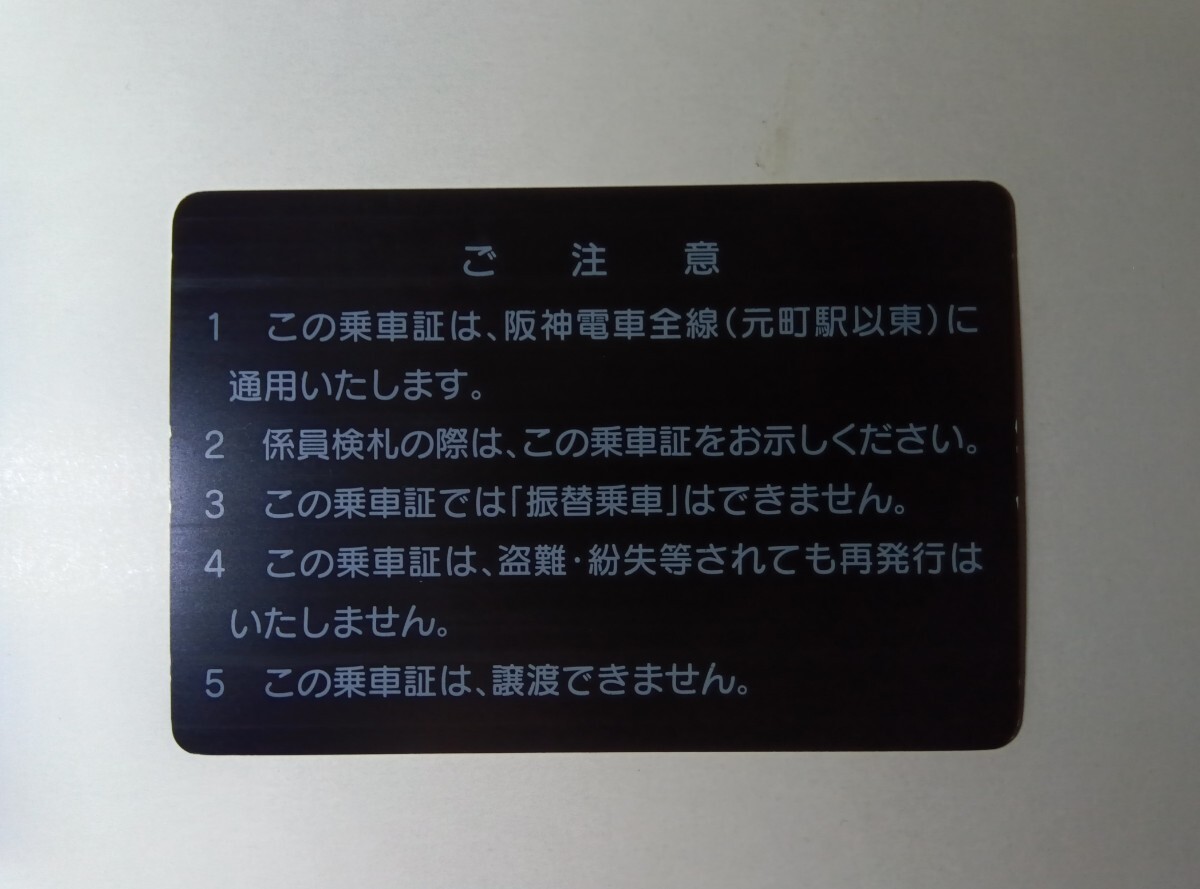 ご 注 意
1 この乗車証は、阪神電車全線(元町駅以東)に
通用いたします。
2 係員検札の際は、この乗車証をお示しください。
3 この乗車証では「振替乗車」はできません。
4 この乗車証は、盗難・紛失等されても再発行は
いたしません。
5 この乗車証は、譲渡できません。